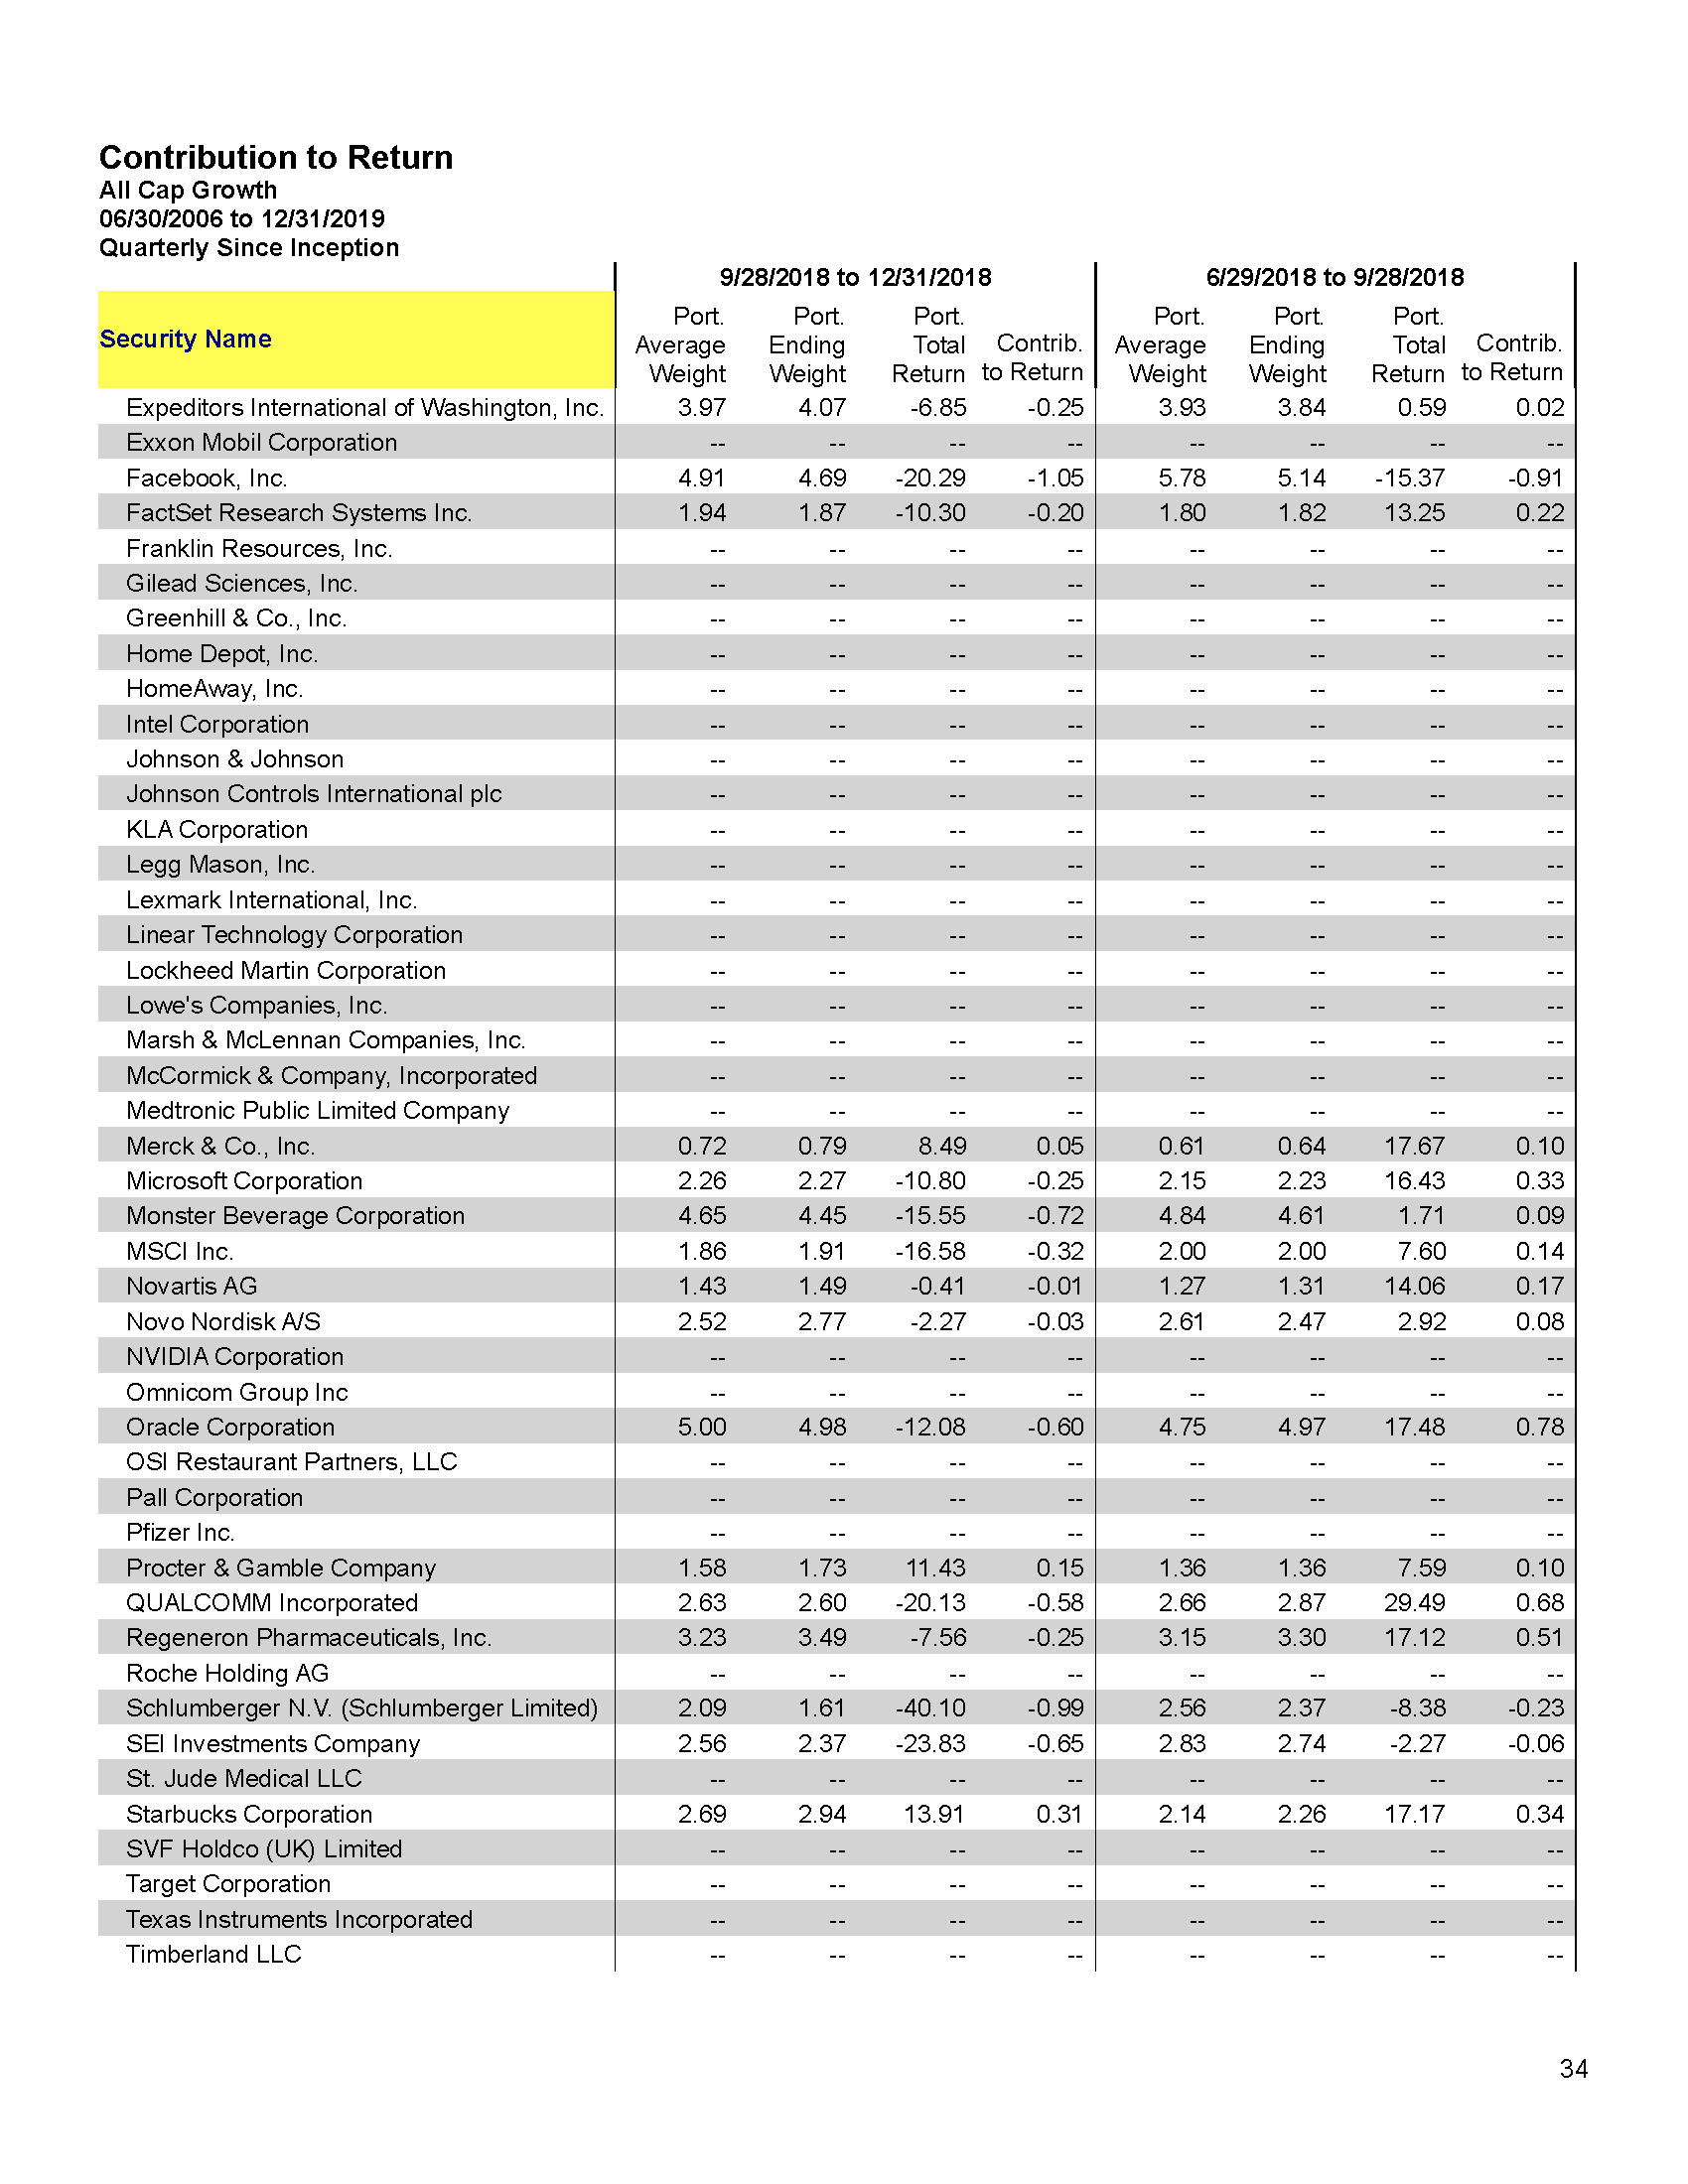 Contribution to Return
All Cap Growth
06/30/2006 to 12/31/2019
Quarterly Since Inception
9/28/2018 to 12/31/2018 6/29/2018 to 9/28/2018
Security Name Port. Average Weight Port. Ending Weight Port. Total Return Contrib. to Return Port. Average Weight Port. Ending Weight Port. Total Return Contrib. to Return
Expeditors International of Washington, Inc. 3.97 4.07 -6.85 -0.25 3.93 3.84 0.59 0.02
Exxon Mobil Corporation -- -- -- -- -- -- -- --
Facebook, Inc. 4.91 4.69 -20.29 -1.05 5.78 5.14 -15.37 -0.91
FactSet Research Systems Inc. 1.94 1.87 -10.30 -0.20 1.80 1.82 13.25 0.22
Franklin Resources, Inc. -- -- -- -- -- -- -- --
Gilead Sciences, Inc. -- -- -- -- -- -- -- --
Greenhill & Co., Inc. -- -- -- -- -- -- -- --
Home Depot, Inc. -- -- -- -- -- -- -- --
HomeAway, Inc. -- -- -- -- -- -- -- --
Intel Corporation -- -- -- -- -- -- -- --
Johnson & Johnson -- -- -- -- -- -- -- --
Johnson Controls International plc -- -- -- -- -- -- -- --
KLA Corporation -- -- -- -- -- -- -- --
Legg Mason, Inc. -- -- -- -- -- -- -- --
Lexmark International, Inc. -- -- -- -- -- -- -- --
Linear Technology Corporation -- -- -- -- -- -- -- --
Lockheed Martin Corporation -- -- -- -- -- -- -- --
Lowe's Companies, Inc. -- -- -- -- -- -- -- --
Marsh & McLennan Companies, Inc. -- -- -- -- -- -- -- --
McCormick & Company, Incorporated -- -- -- -- -- -- -- --
Medtronic Public Limited Company -- -- -- -- -- -- -- --
Merck & Co., Inc. 0.72 0.79 8.49 0.05 0.61 0.64 17.67 0.10
Microsoft Corporation 2.26 2.27 -10.80 -0.25 2.15 2.23 16.43 0.33
Monster Beverage Corporation 4.65 4.45 -15.55 -0.72 4.84 4.61 1.71 0.09
MSCI Inc. 1.86 1.91 -16.58 -0.32 2.00 2.00 7.60 0.14
Novartis AG 1.43 1.49 -0.41 -0.01 1.27 1.31 14.06 0.17
Novo Nordisk A/S 2.52 2.77 -2.27 -0.03 2.61 2.47 2.92 0.08
NVIDIA Corporation -- -- -- -- -- -- -- --
Omnicom Group Inc -- -- -- -- -- -- -- --
Oracle Corporation 5.00 4.98 -12.08 -0.60 4.75 4.97 17.48 0.78
OSI Restaurant Partners, LLC -- -- -- -- -- -- -- --
Pall Corporation -- -- -- -- -- -- -- --
Pfizer Inc. -- -- -- -- -- -- -- --
Procter & Gamble Company 1.58 1.73 11.43 0.15 1.36 1.36 7.59 0.10
QUALCOMM Incorporated 2.63 2.60 -20.13 -0.58 2.66 2.87 29.49 0.68
Regeneron Pharmaceuticals, Inc. 3.23 3.49 -7.56 -0.25 3.15 3.30 17.12 0.51
Roche Holding AG -- -- -- -- -- -- -- --
Schlumberger N.V. (Schlumberger Limited) 2.09 1.61 -40.10 -0.99 2.56 2.37 -8.38 -0.23
SEI Investments Company 2.56 2.37 -23.83 -0.65 2.83 2.74 -2.27 -0.06
St. Jude Medical LLC -- -- -- -- -- -- -- --
Starbucks Corporation 2.69 2.94 13.91 0.31 2.14 2.26 17.17 0.34
SVF Holdco (UK) Limited -- -- -- -- -- -- -- --
Target Corporation -- -- -- -- -- -- -- --
Texas Instruments Incorporated -- -- -- -- -- -- -- --
Timberland LLC -- -- -- -- -- -- -- --
34